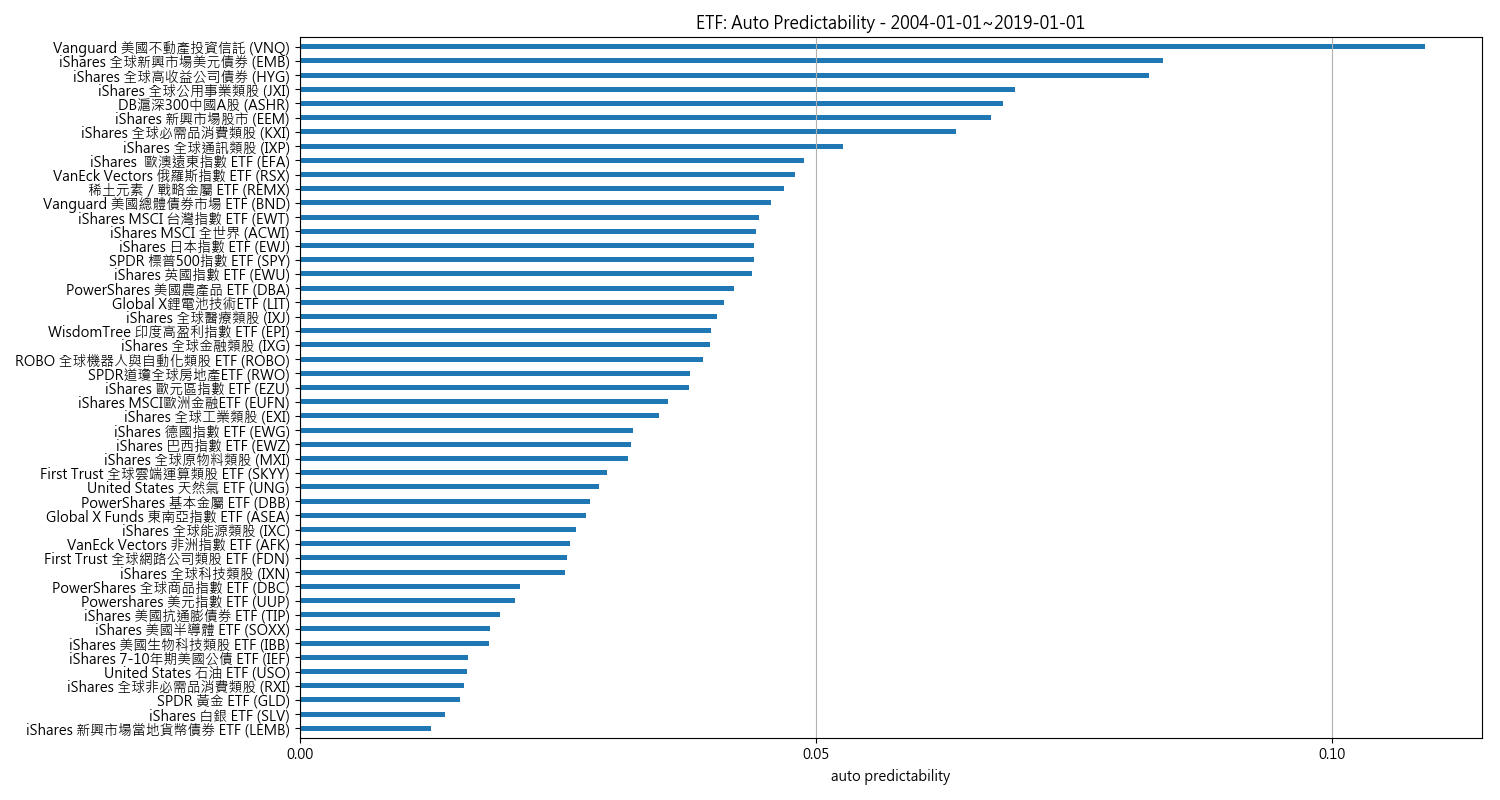 ETF: Auto Predictability - 2004-01-01~2019-01-01
Vanguard 美國不動產投資信託 (VNQ)
iShares 全球新興市場美元債券 (EMB)
iShares 全球高收益公司債券 (HYG)
iShares 全球公用事業類股 (JXI)
DB滬深300中國A股 (ASHR)
iShares 新興市場股市 (EEM)
iShares 全球必需品消費類股 (KXI)
iShares 全球通訊類股 (IXP)
iShares  歐澳遠東指數 ETF (EFA)
VanEck Vectors 俄羅斯指數 ETF (RSX)
稀土元素 / 戰略金屬 ETF (REMX)
Vanguard 美國總體債券市場 ETF (BND)
iShares MSCI 台灣指數 ETF (EWT)
iShares MSCI 全世界 (ACWI)
iShares 日本指數 ETF (EWJ)
SPDR 標普500指數 ETF (SPY)
iShares 英國指數 ETF (EWU)
PowerShares 美國農產品 ETF (DBA)
Global X鋰電池技術ETF (LIT)
iShares 全球醫療類股 (IXJ)
WisdomTree 印度高盈利指數 ETF (EPI)
iShares 全球金融類股 (IXG)
ROBO 全球機器人與自動化類股 ETF (ROBO)
SPDR道瓊全球房地產ETF (RWO)
iShares 歐元區指數 ETF (EZU)
iShares MSCI歐洲金融ETF (EUFN)
iShares 全球工業類股 (EXI)
iShares 德國指數 ETF (EWG)
iShares 巴西指數 ETF (EWZ)
iShares 全球原物料類股 (MXI)
First Trust 全球雲端運算類股 ETF (SKYY)
United States 天然氣 ETF (UNG)
PowerShares 基本金屬 ETF (DBB)
Global X Funds 東南亞指數 ETF (ASEA)
iShares 全球能源類股 (IXC)
VanEck Vectors 非洲指數 ETF (AFK)
First Trust 全球網路公司類股 ETF (FDN)
iShares 全球科技類股 (IXN)
PowerShares 全球商品指數 ETF (DBC)
Powershares 美元指數 ETF (UUP)
iShares 美國抗通膨債券 ETF (TIP)
iShares 美國半導體 ETF (SOXX)
iShares 美國生物科技類股 ETF (IBB)
iShares 7-10年期美國公債 ETF (IEF)
United States 石油 ETF (USO)
iShares 全球非必需品消費類股 (RXI)
SPDR 黃金 ETF (GLD)
iShares 白銀 ETF (SLV)
iShares 新興市場當地貨幣債券 ETF (LEMB)
0.00 0.05 0.10
auto predictability